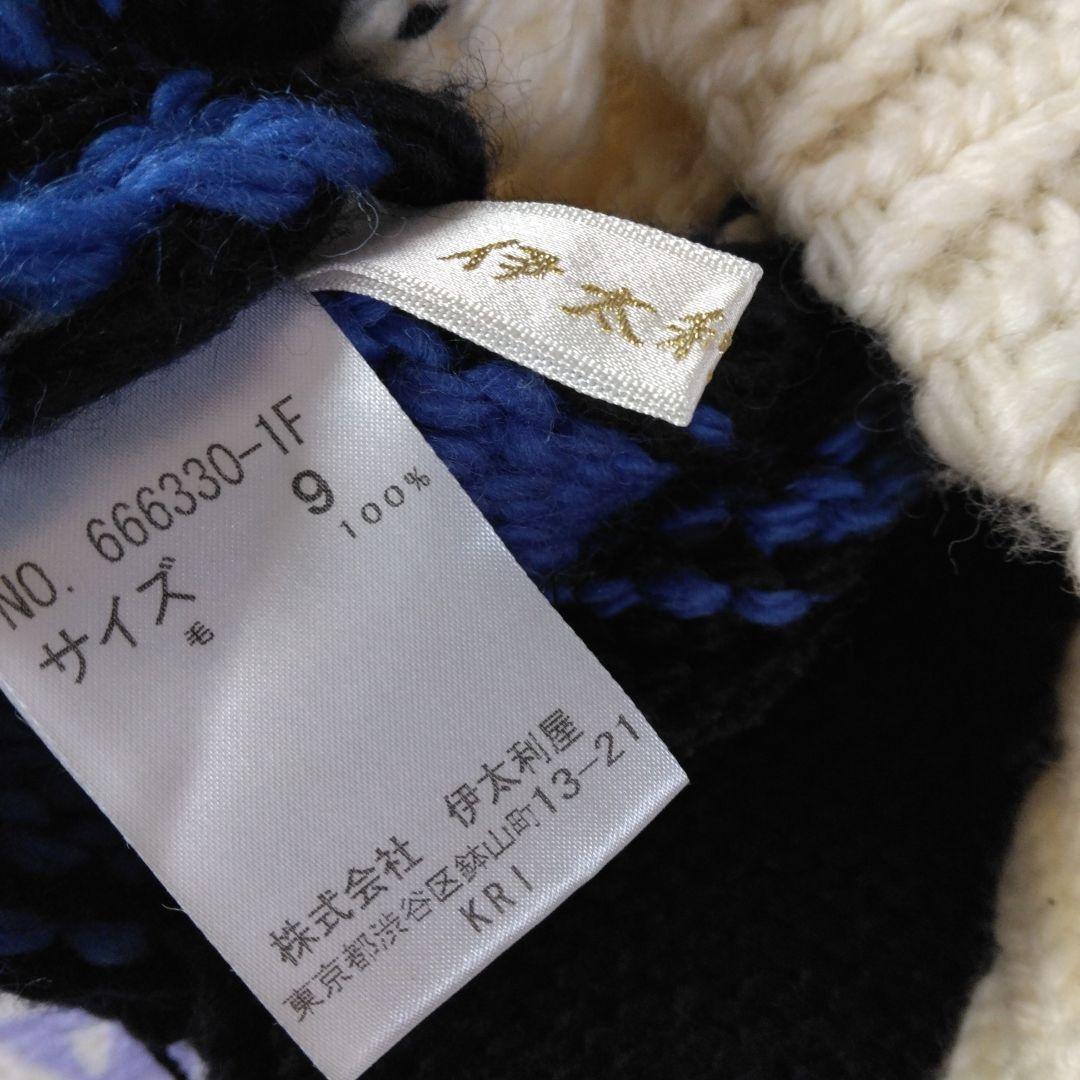 伊太利
NO. 666330-1F
サイズ 9
毛 100%
株式会社 伊太利屋
東京都渋谷区鉢山町13-21
KRI